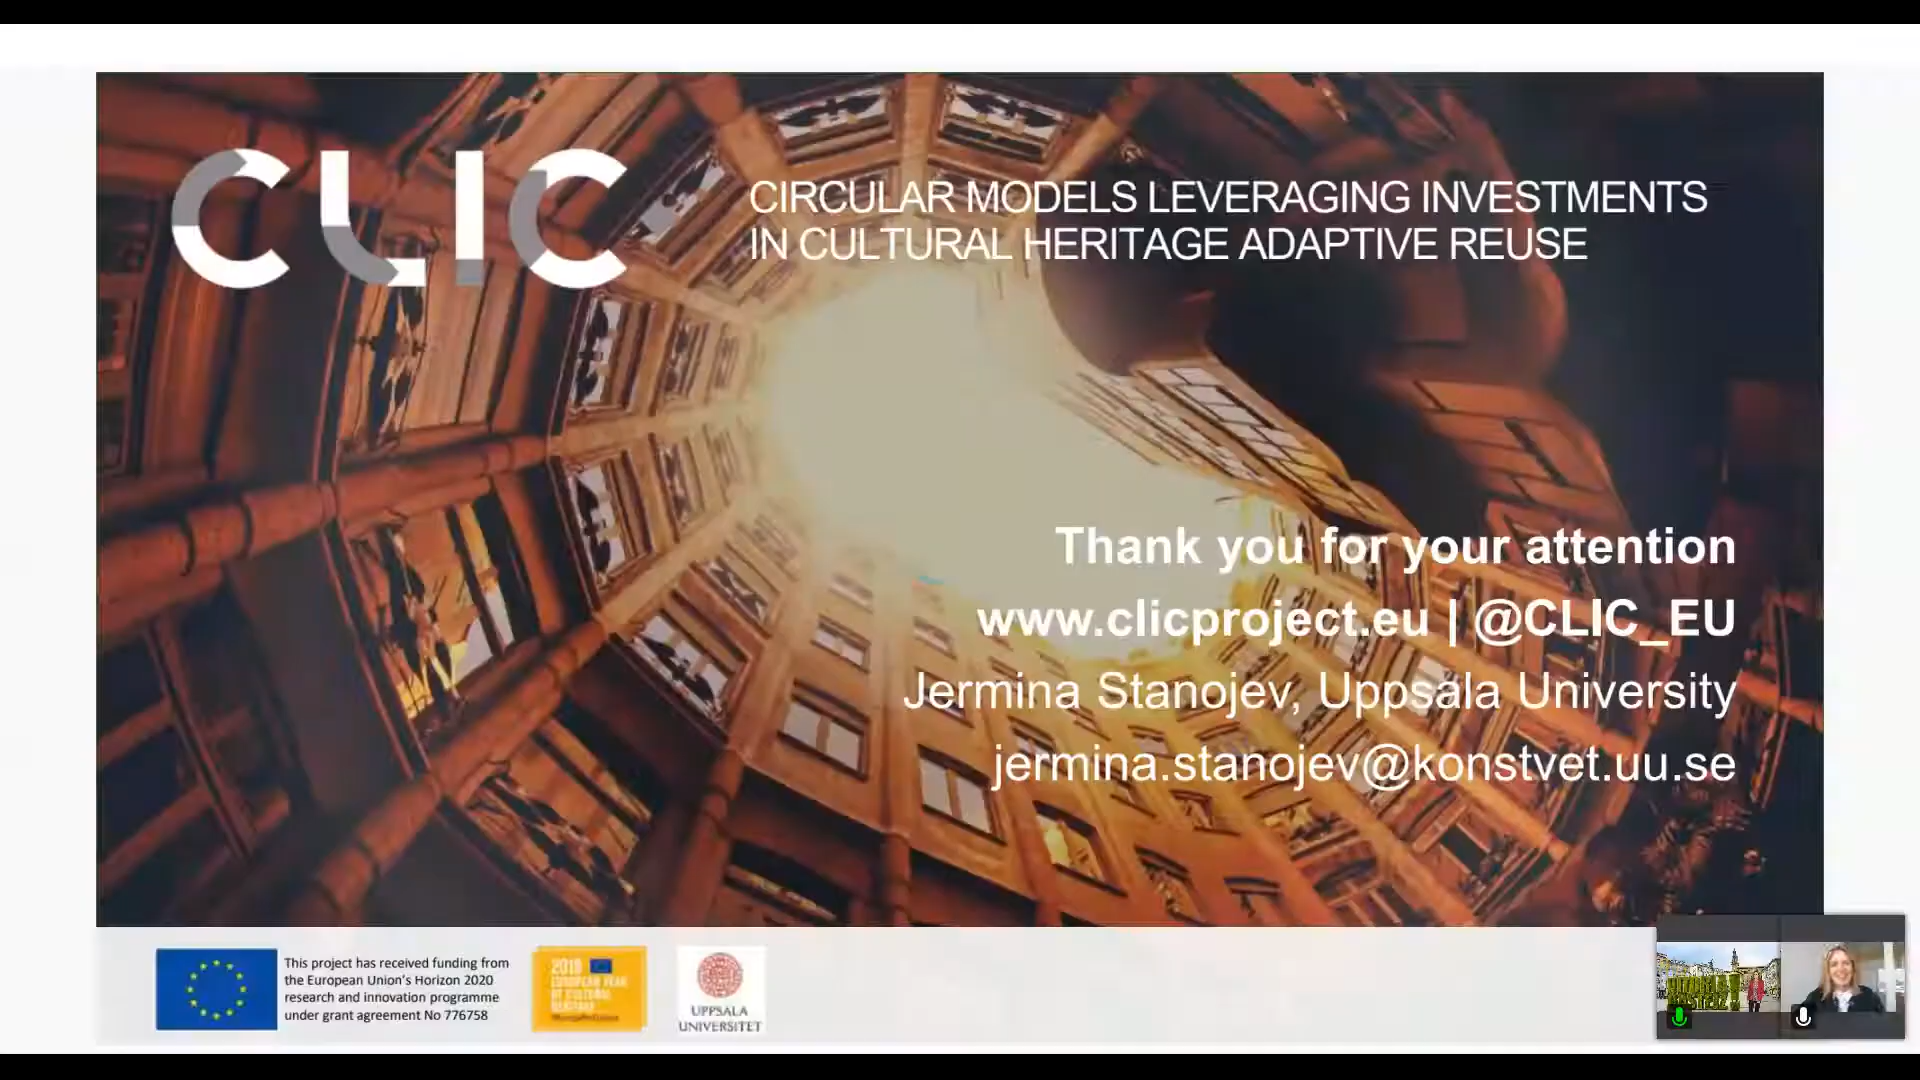 CLIC
CIRCULAR MODELS LEVERAGING INVESTMENTS
IN CULTURAL HERITAGE ADAPTIVE REUSE
Thank you for your attention
www.clicproject.eu | @CLIC_EU
Jermina Stanojev, Uppsala University
jermina.stanojev@konstvet.uu.se
This project has received funding from
the European Union's Horizon 2020
research and innovation programme
under grant agreement No 776758
2018
EUROPEAN YEAR
OF CULTURAL
HERITAGE
UPPSALA
UNIVERSITET